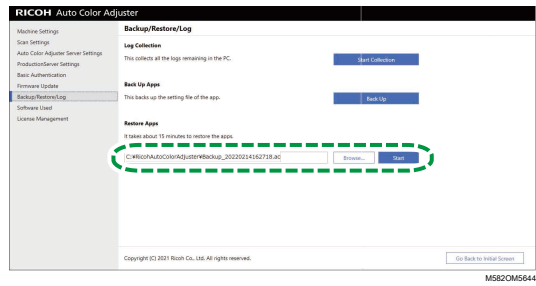 RICOH Auto Color Adjuster
Machine Settings
Scan Settings
Auto Color Adjuster Server Settings
ProductionServer Settings
Basic Authentication
Firmware Update
Backup/Restore/Log
Software Used
License Management
Backup/Restore/Log
Log Collection
This collects all the logs remaining in the PC.
Start Collection
Back Up Apps
This backs up the setting file of the app.
Back Up
Restore Apps
It takes about 15 minutes to restore the apps.
C:¥RicohAutoColorAdjuster¥Backup_20220214162718.ac
Browse...
Start
Copyright (C) 2021 Ricoh Co., Ltd, All rights reserved.
Go Back to Initial Screen
M582OM5644